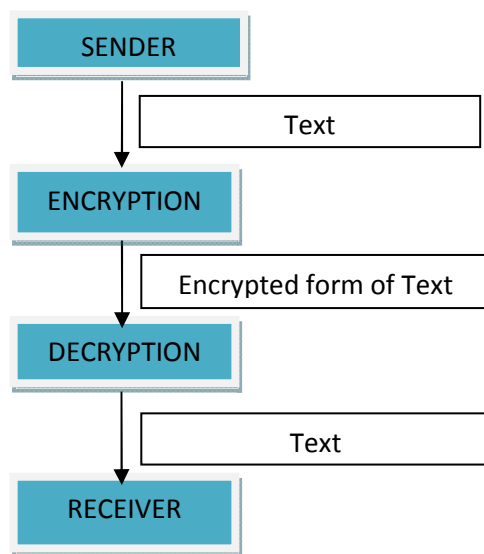 SENDER
Text
ENCRYPTION
Encrypted form of Text
DECRYPTION
Text
RECEIVER